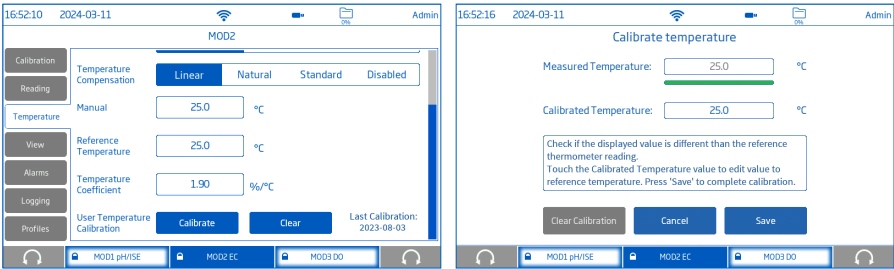 16:52:10 2024-03-11 0% Admin
MOD2
Calibration
Reading
Temperature
View
Alarms
Logging
Profiles
Temperature
Compensation
Linear Natural Standard Disabled
Manual 25.0 °C
Reference
Temperature
25.0 °C
Temperature
Coefficient
1.90 %/°C
User Temperature
Calibration
Calibrate Clear
Last Calibration:
2023-08-03
MOD1 pH/ISE MOD2 EC MOD3 DO
16:52:16 2024-03-11 0% Admin
Calibrate temperature
Measured Temperature: 25.0 °C
Calibrated Temperature: 25.0 °C
Check if the displayed value is different than the reference
thermometer reading.
Touch the Calibrated Temperature value to edit value to
reference temperature. Press 'Save' to complete calibration.
Clear Calibration Cancel Save
MOD1 pH/ISE MOD2 EC MOD3 DO